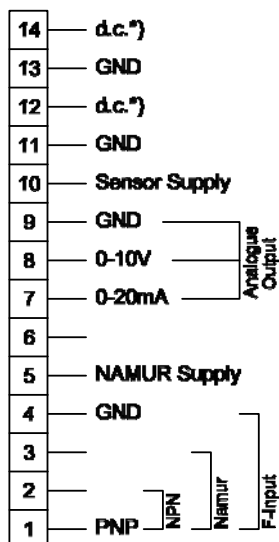 14 d.c.*)
13 GND
12 d.c.*)
11 GND
10 Sensor Supply
9 GND
8 0-10V
7 0-20mA
Analogue
Output
6
5 NAMUR Supply
4 GND
3
2
1 PNP
NPN
Namur
F-Input